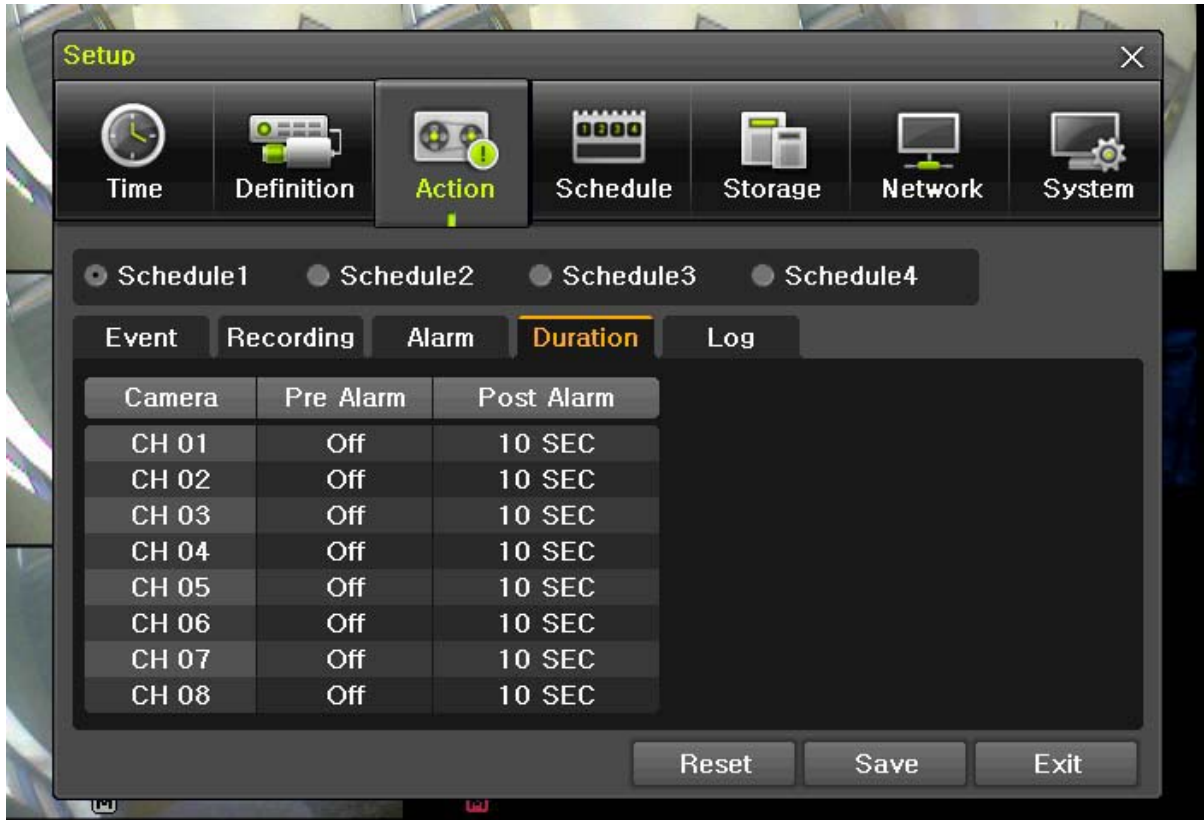 Setup
Time Definition Action Schedule Storage Network System
Schedule1 Schedule2 Schedule3 Schedule4
Event Recording Alarm Duration Log
Camera Pre Alarm Post Alarm
CH 01 Off 10 SEC
CH 02 Off 10 SEC
CH 03 Off 10 SEC
CH 04 Off 10 SEC
CH 05 Off 10 SEC
CH 06 Off 10 SEC
CH 07 Off 10 SEC
CH 08 Off 10 SEC
Reset Save Exit